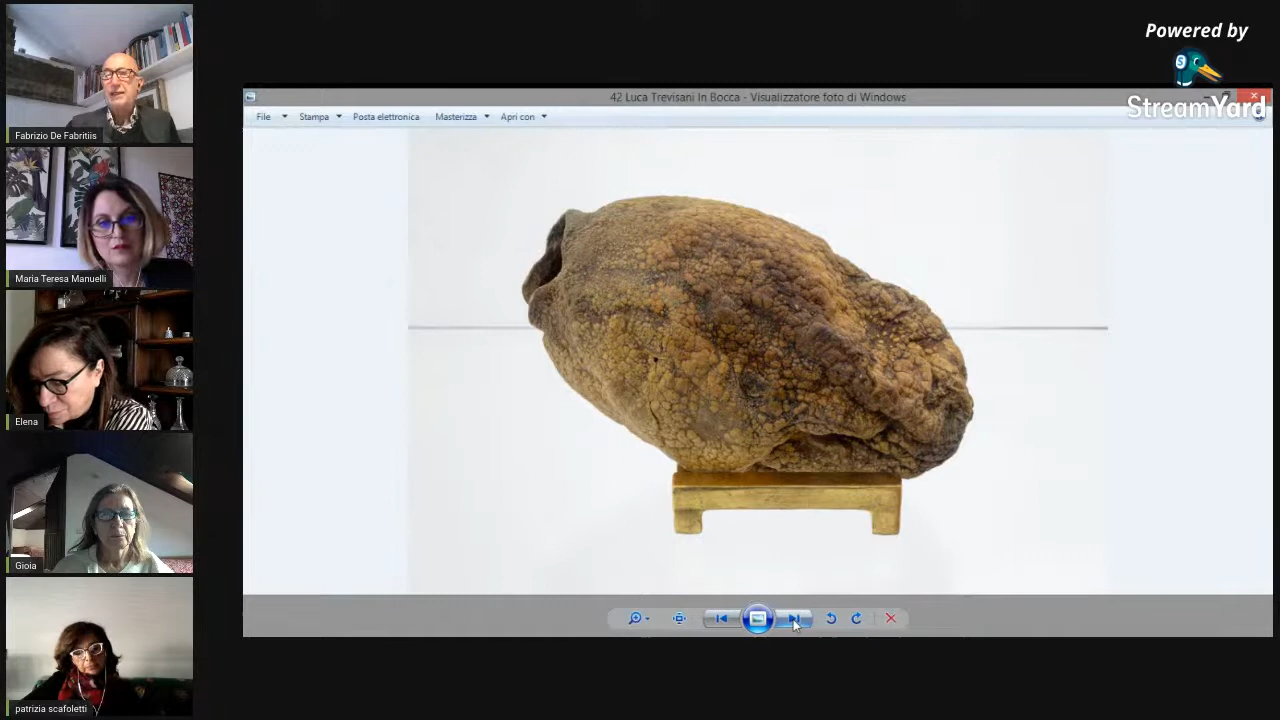 Powered by
StreamYard
42 Luca Trevisani In Bocca - Visualizzatore foto di Windows
File Stampa Posta elettronica Masterizza Apri con
Fabrizio De Fabritiis
Maria Teresa Manuelli
Elena
Gioia
patrizia scafoletti